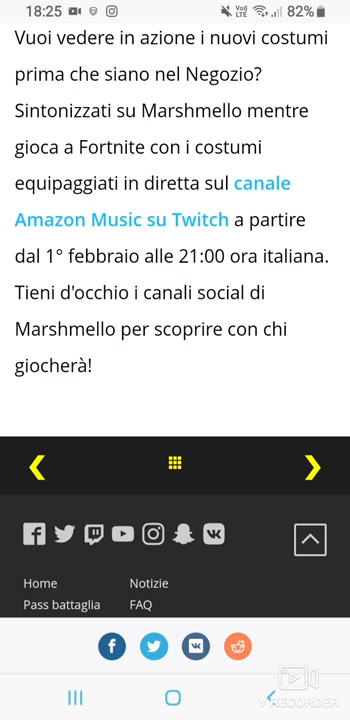 18:25
Vo))
LTE
82%
Vuoi vedere in azione i nuovi costumi
prima che siano nel Negozio?
Sintonizzati su Marshmello mentre
gioca a Fortnite con i costumi
equipaggiati in diretta sul canale
Amazon Music su Twitch a partire
dal 1° febbraio alle 21:00 ora italiana.
Tieni d'occhio i canali social di
Marshmello per scoprire con chi
giocherà!
Home Notizie
Pass battaglia FAQ
VRECORDER